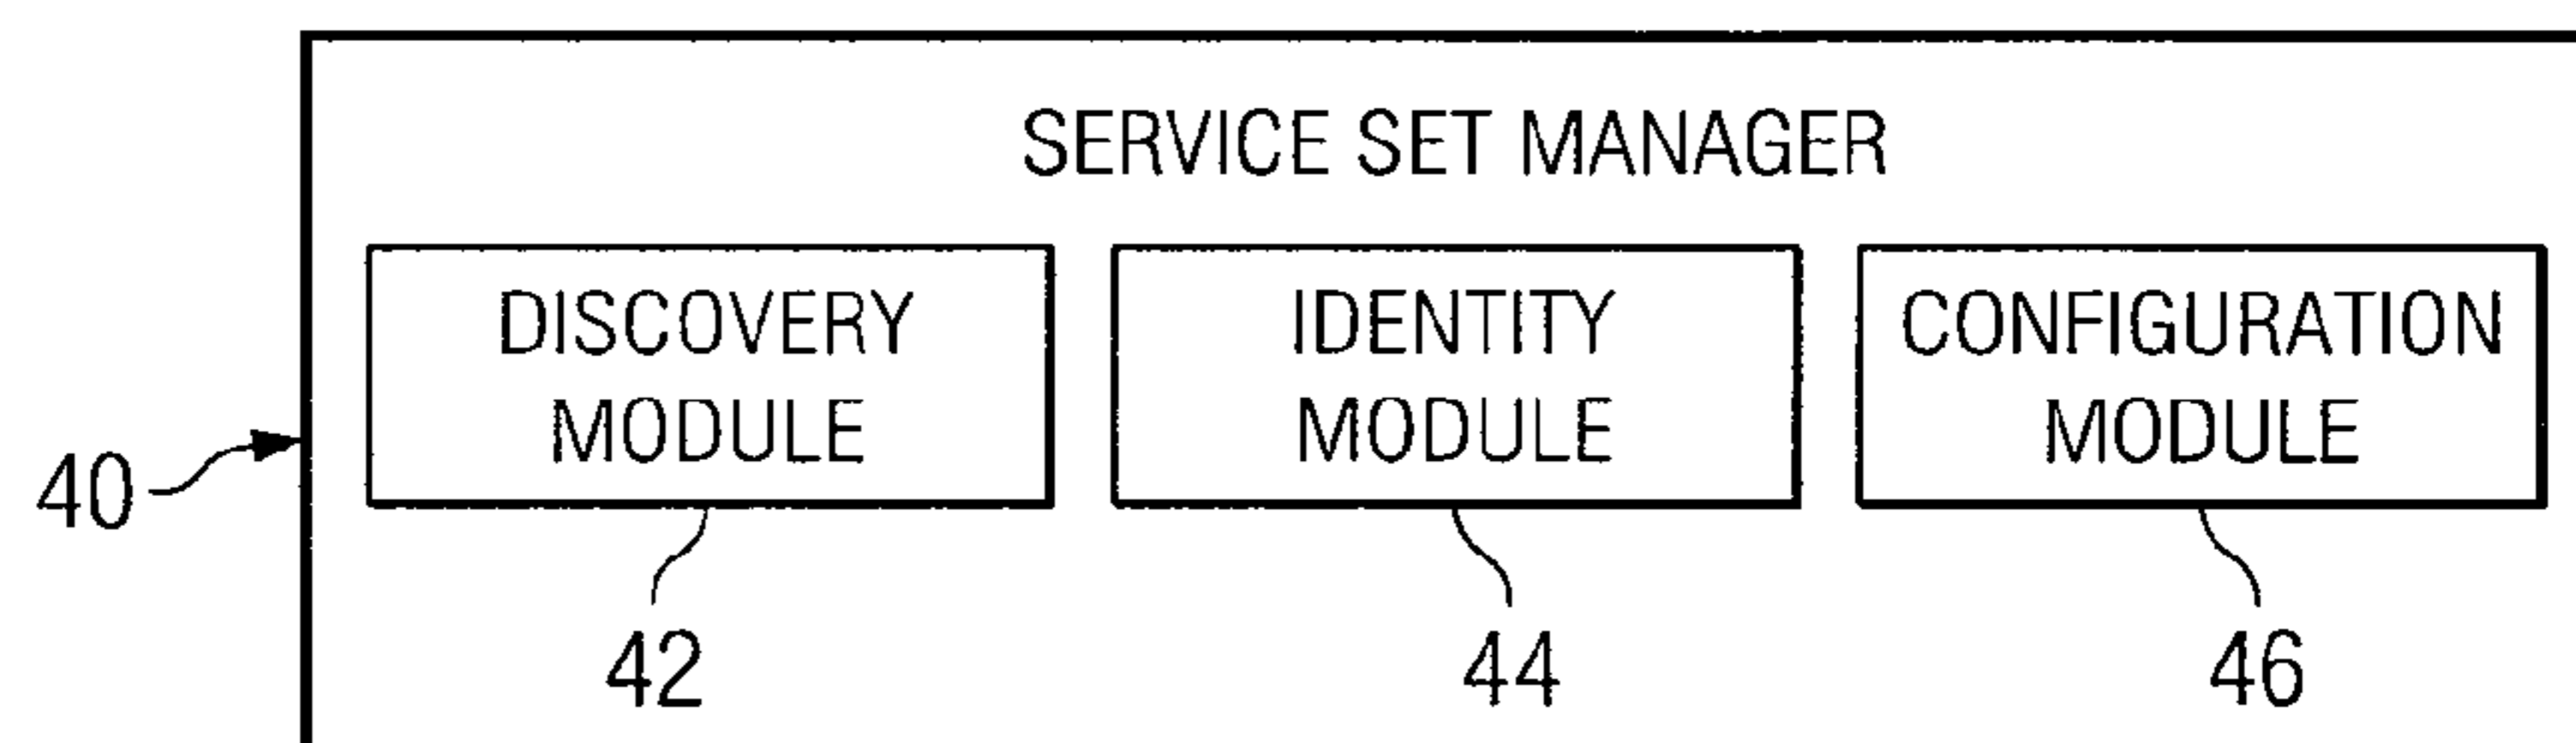 SERVICE SET MANAGER
DISCOVERY
MODULE
IDENTITY
MODULE
CONFIGURATION
MODULE
40
42
44
46